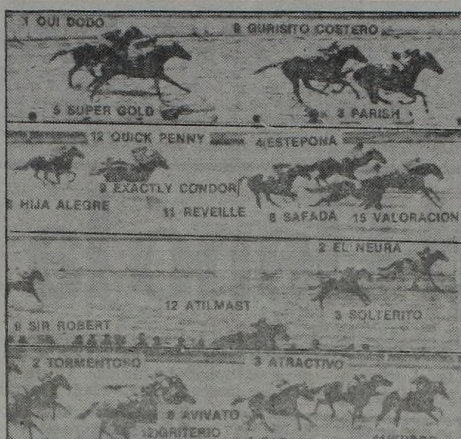 1 OUI DODO
6 GURISITO COSTERO
5 SUPER GOLD
3 PARISH
12 QUICK PENNY
4 ESTEPONA
9 EXACTLY CONDOR
HIJA ALEGRE
11 REVEILLE
6 SAFADA
15 VALORACION
2 EL NEURA
12 ATILMAST
3 SOLTERITO
9 SIR ROBERT
2 TORMENTOSO
3 ATRACTIVO
8 AVIVATO
12 GRITERIO